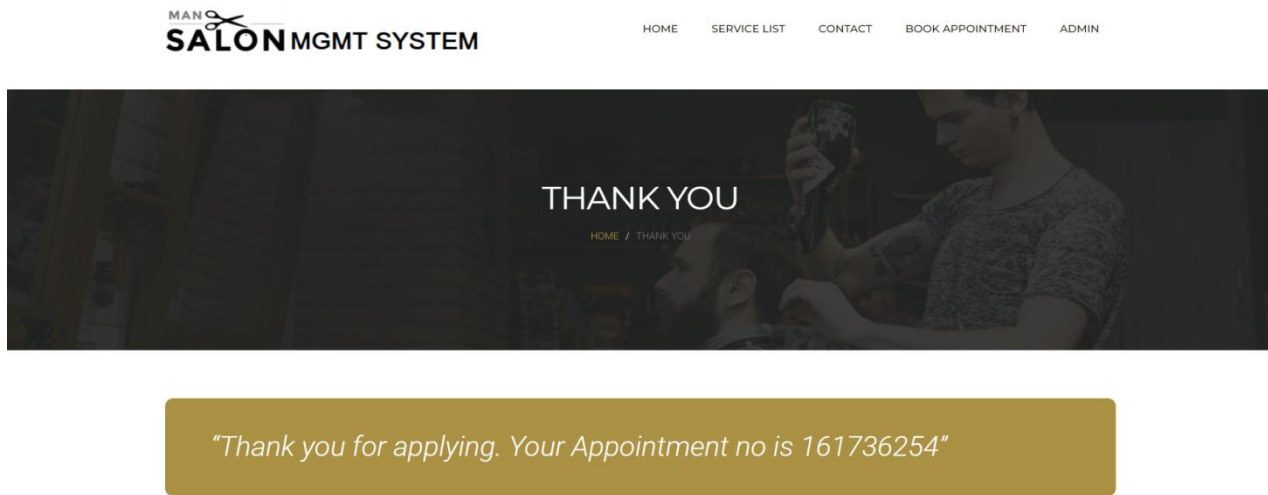 MAN
SALON MGMT SYSTEM
HOME SERVICE LIST CONTACT BOOK APPOINTMENT ADMIN
THANK YOU
HOME / THANK YOU
“Thank you for applying. Your Appointment no is 161736254”